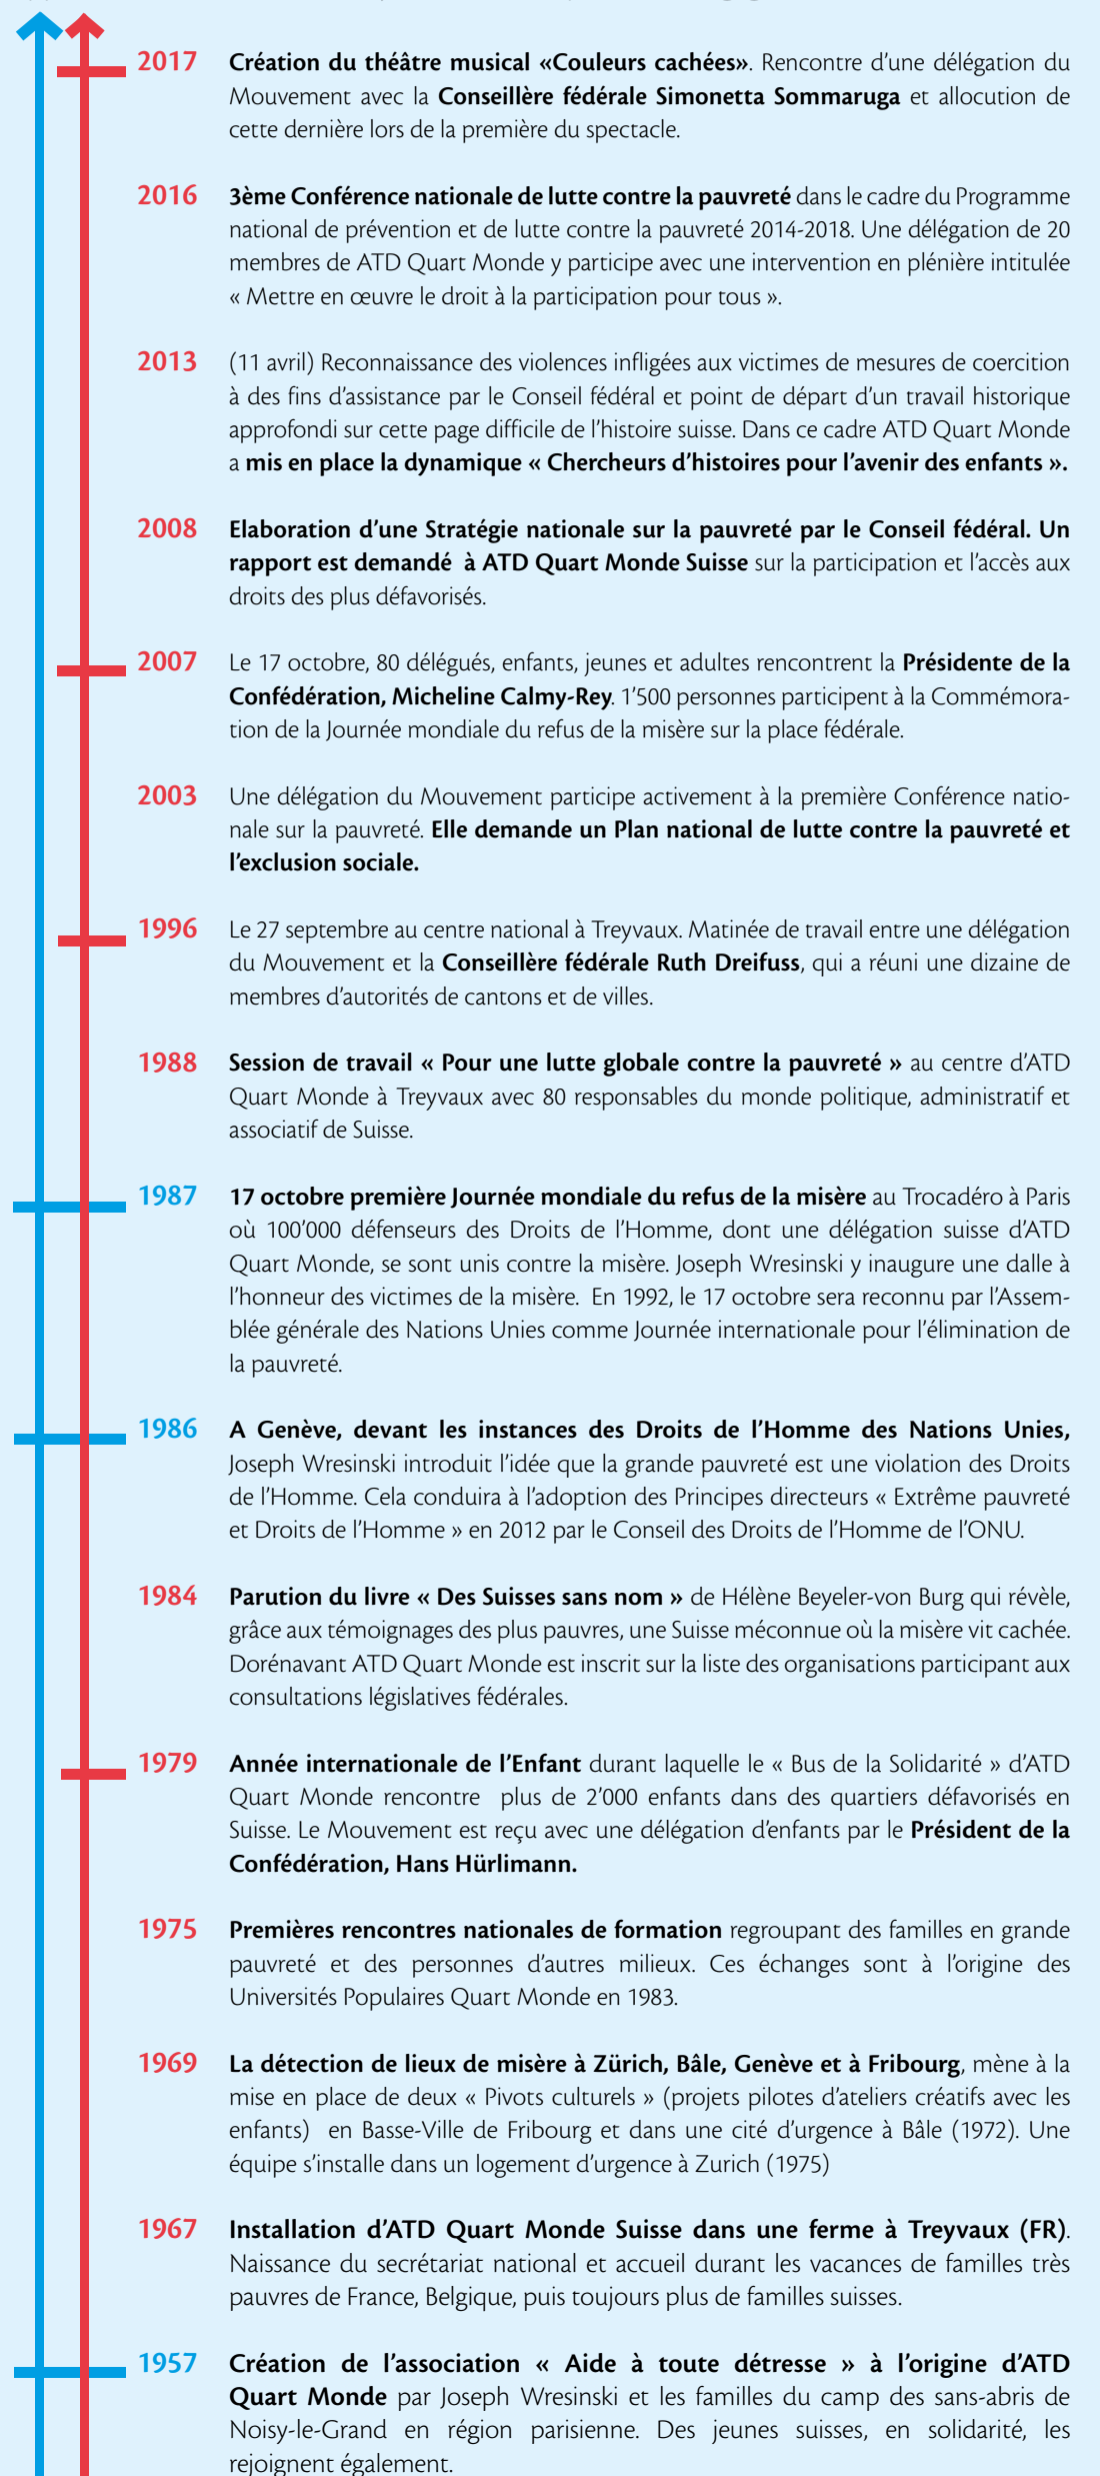 2017 Création du théâtre musical «Couleurs cachées». Rencontre d’une délégation du
Mouvement avec la Conseillère fédérale Simonetta Sommaruga et allocution de
cette dernière lors de la première du spectacle.
2016 3ème Conférence nationale de lutte contre la pauvreté dans le cadre du Programme
national de prévention et de lutte contre la pauvreté 2014-2018. Une délégation de 20
membres de ATD Quart Monde y participe avec une intervention en plénière intitulée
« Mettre en œuvre le droit à la participation pour tous ».
2013 (11 avril) Reconnaissance des violences infligées aux victimes de mesures de coercition
à des fins d’assistance par le Conseil fédéral et point de départ d’un travail historique
approfondi sur cette page difficile de l’histoire suisse. Dans ce cadre ATD Quart Monde
a mis en place la dynamique « Chercheurs d’histoires pour l’avenir des enfants ».
2008 Elaboration d’une Stratégie nationale sur la pauvreté par le Conseil fédéral. Un
rapport est demandé à ATD Quart Monde Suisse sur la participation et l’accès aux
droits des plus défavorisés.
2007 Le 17 octobre, 80 délégués, enfants, jeunes et adultes rencontrent la Présidente de la
Confédération, Micheline Calmy-Rey. 1’500 personnes participent à la Commémora-
tion de la Journée mondiale du refus de la misère sur la place fédérale.
2003 Une délégation du Mouvement participe activement à la première Conférence natio-
nale sur la pauvreté. Elle demande un Plan national de lutte contre la pauvreté et
l’exclusion sociale.
1996 Le 27 septembre au centre national à Treyvaux. Matinée de travail entre une délégation
du Mouvement et la Conseillère fédérale Ruth Dreifuss, qui a réuni une dizaine de
membres d’autorités de cantons et de villes.
1988 Session de travail « Pour une lutte globale contre la pauvreté » au centre d’ATD
Quart Monde à Treyvaux avec 80 responsables du monde politique, administratif et
associatif de Suisse.
1987 17 octobre première Journée mondiale du refus de la misère au Trocadéro à Paris
où 100’000 défenseurs des Droits de l’Homme, dont une délégation suisse d’ATD
Quart Monde, se sont unis contre la misère. Joseph Wresinski y inaugure une dalle à
l’honneur des victimes de la misère. En 1992, le 17 octobre sera reconnu par l’Assem-
blée générale des Nations Unies comme Journée internationale pour l’élimination de
la pauvreté.
1986 A Genève, devant les instances des Droits de l’Homme des Nations Unies,
Joseph Wresinski introduit l’idée que la grande pauvreté est une violation des Droits
de l’Homme. Cela conduira à l’adoption des Principes directeurs « Extrême pauvreté
et Droits de l’Homme » en 2012 par le Conseil des Droits de l’Homme de l’ONU.
1984 Parution du livre « Des Suisses sans nom » de Hélène Beyeler-von Burg qui révèle,
grâce aux témoignages des plus pauvres, une Suisse méconnue où la misère vit cachée.
Dorénavant ATD Quart Monde est inscrit sur la liste des organisations participant aux
consultations législatives fédérales.
1979 Année internationale de l’Enfant durant laquelle le « Bus de la Solidarité » d’ATD
Quart Monde rencontre plus de 2’000 enfants dans des quartiers défavorisés en
Suisse. Le Mouvement est reçu avec une délégation d’enfants par le Président de la
Confédération, Hans Hürlimann.
1975 Premières rencontres nationales de formation regroupant des familles en grande
pauvreté et des personnes d’autres milieux. Ces échanges sont à l’origine des
Universités Populaires Quart Monde en 1983.
1969 La détection de lieux de misère à Zürich, Bâle, Genève et à Fribourg, mène à la
mise en place de deux « Pivots culturels » (projets pilotes d’ateliers créatifs avec les
enfants) en Basse-Ville de Fribourg et dans une cité d’urgence à Bâle (1972). Une
équipe s’installe dans un logement d’urgence à Zurich (1975)
1967 Installation d’ATD Quart Monde Suisse dans une ferme à Treyvaux (FR).
Naissance du secrétariat national et accueil durant les vacances de familles très
pauvres de France, Belgique, puis toujours plus de familles suisses.
1957 Création de l’association « Aide à toute détresse » à l’origine d’ATD
Quart Monde par Joseph Wresinski et les familles du camp des sans-abris de
Noisy-le-Grand en région parisienne. Des jeunes suisses, en solidarité, les
rejoignent également.